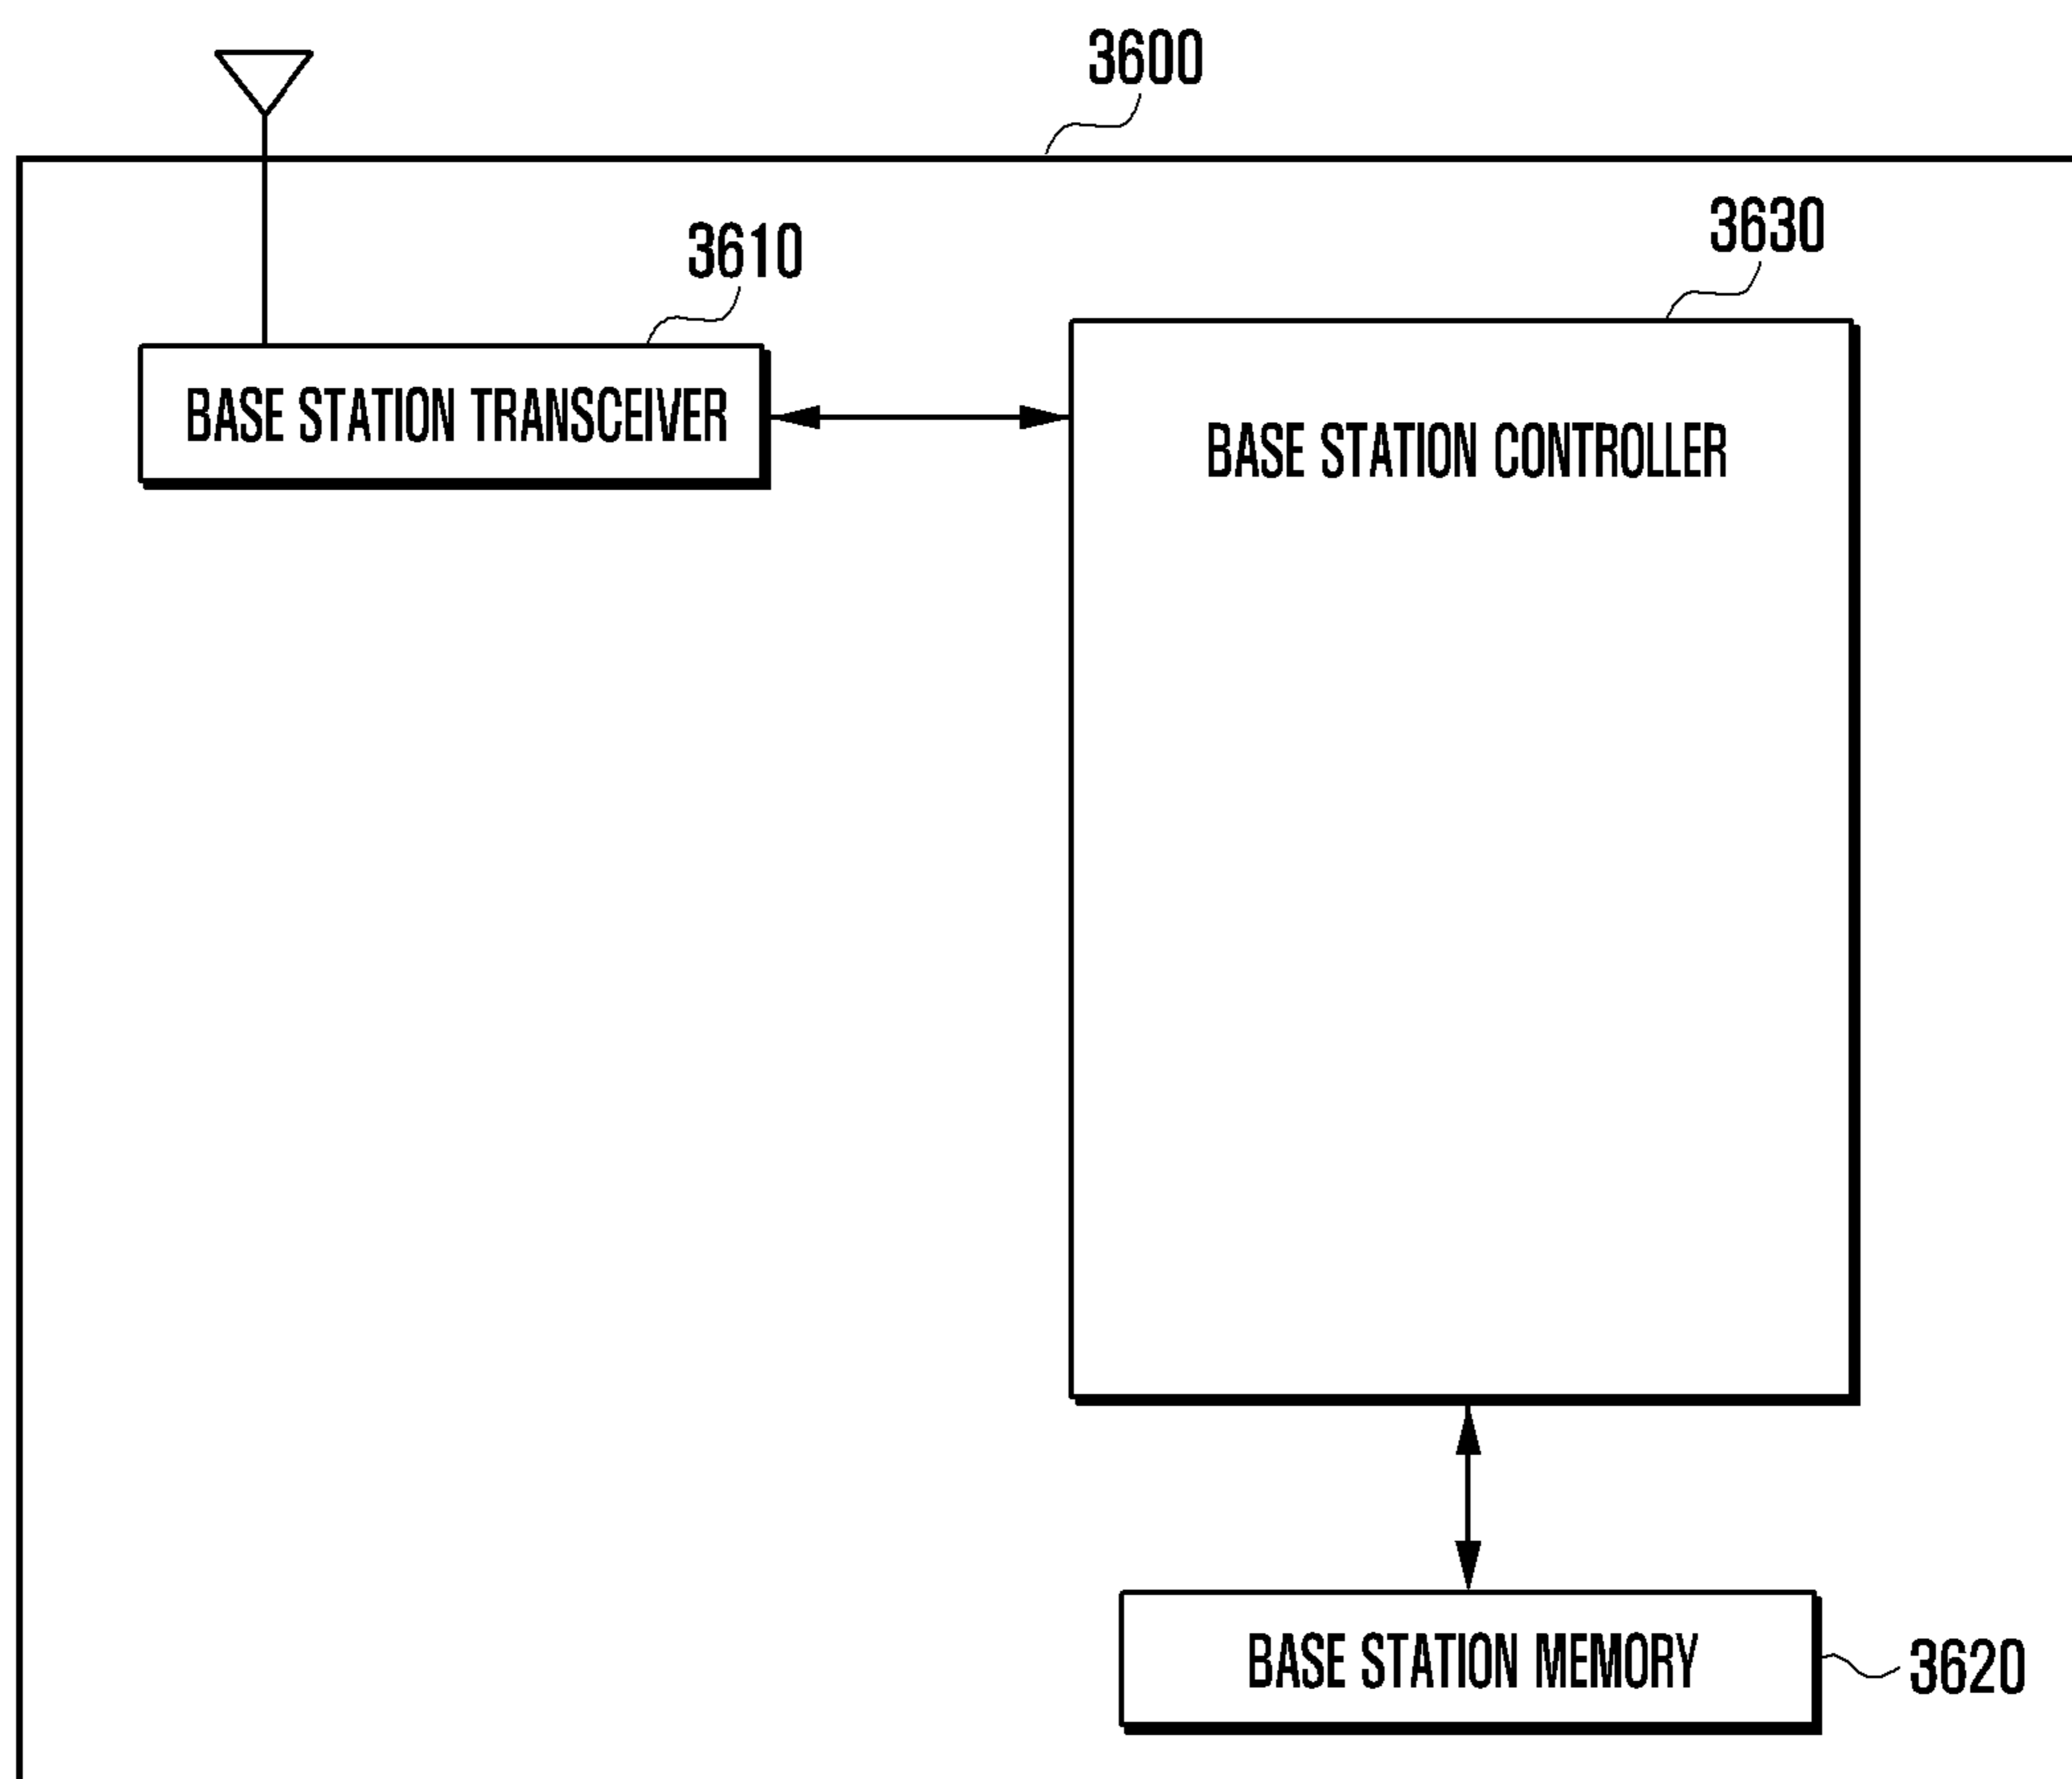 3600
3610
3630
BASE STATION TRANSCEIVER
BASE STATION CONTROLLER
BASE STATION MEMORY
3620